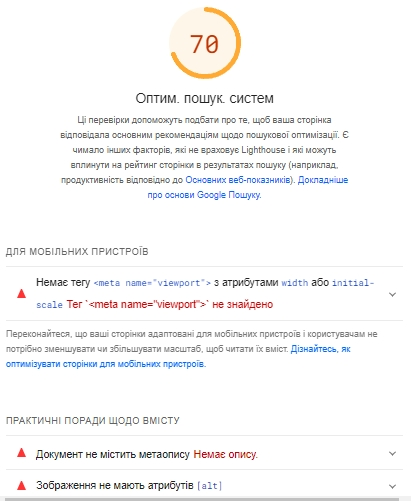 70
Оптим. пошук. систем
Ці перевірки допоможуть подбати про те, щоб ваша сторінка
відповідала основним рекомендаціям щодо пошукової оптимізації. Є
чимало інших факторів, які не враховує Lighthouse і які можуть
вплинути на рейтинг сторінки в результатах пошуку (наприклад,
продуктивність відповідно до Основних веб-показників). Докладніше
про основи Google Пошуку.
ДЛЯ МОБІЛЬНИХ ПРИСТРОЇВ
Немає тегу <meta name="viewport"> з атрибутами width або initial-
scale Тег `<meta name="viewport">` не знайдено
Переконайтеся, що ваші сторінки адаптовані для мобільних пристроїв і користувачам не
потрібно зменшувати чи збільшувати масштаб, щоб читати їх вміст. Дізнайтесь, як
оптимізувати сторінки для мобільних пристроїв.
ПРАКТИЧНІ ПОРАДИ ЩОДО ВМІСТУ
Документ не містить метаопису Немає опису.
Зображення не мають атрибутів [alt]